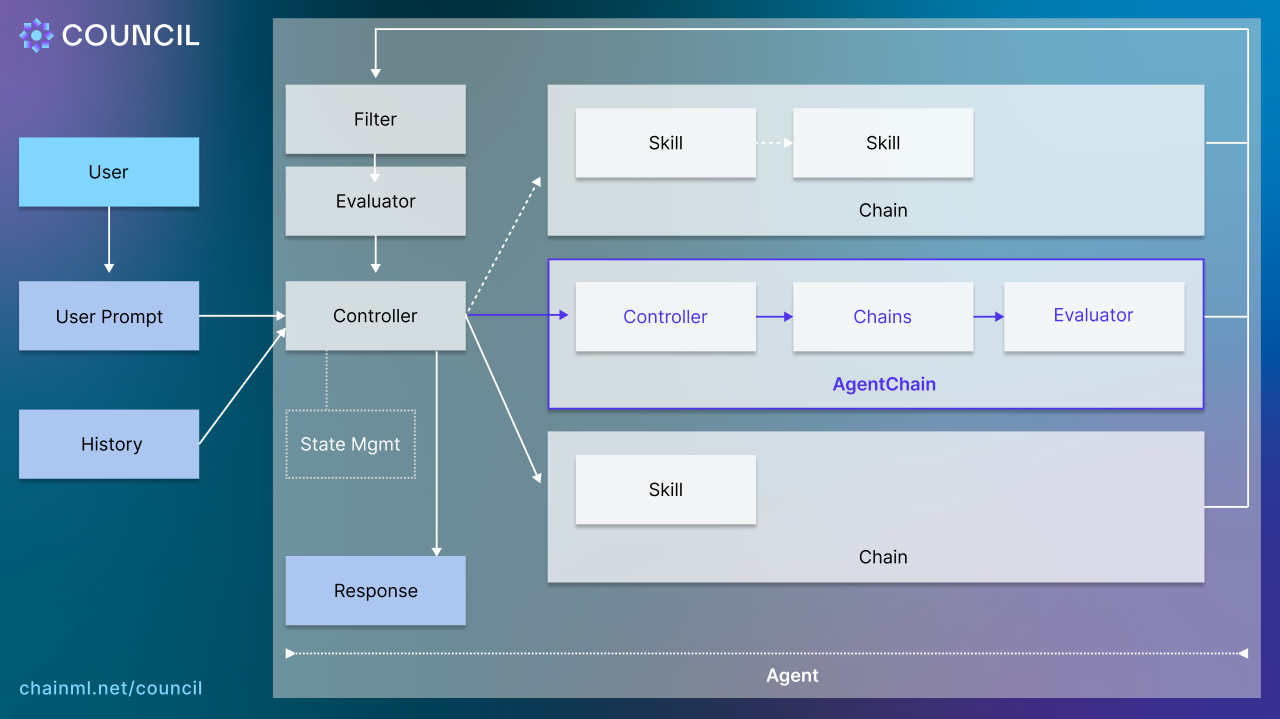 COUNCIL
User
User Prompt
History
Filter
Evaluator
Controller
State Mgmt
Response
Skill
Skill
Chain
Controller
Chains
Evaluator
AgentChain
Skill
Chain
Agent
chainml.net/council